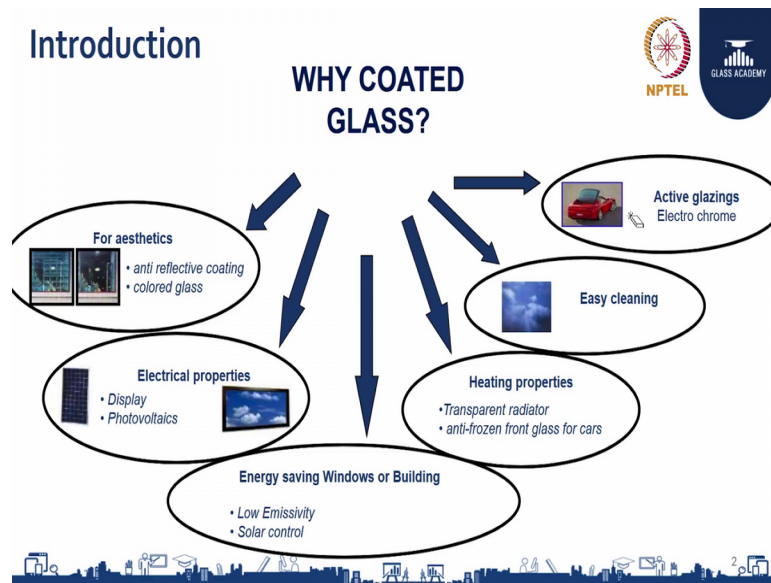 Introduction
WHY COATED
GLASS?
NPTEL
GLASS ACADEMY
For aesthetics
• anti reflective coating
• colored glass
Electrical properties
• Display
• Photovoltaics
Energy saving Windows or Building
• Low Emissivity
• Solar control
Heating properties
•Transparent radiator
• anti-frozen front glass for cars
Easy cleaning
Active glazings
Electro chrome
2